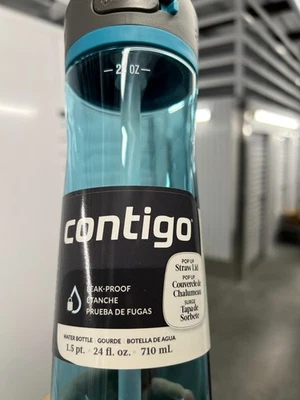 OZ
contigo
LEAK-PROOF
ÉTANCHE
PRUEBA DE FUGAS
POP UP
Straw Lid
POP UP
Couvercle de
Chalumeau
SURGE
Tapa de
Sorbete
WATER BOTTLE | GOURDE | BOTELLA DE AGUA
1.5 pt. • 24 fl. oz. • 710 mL